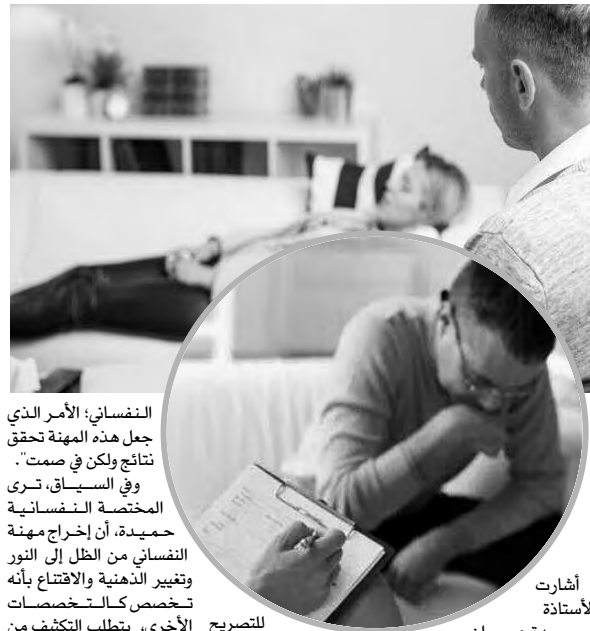 أشارت
الأستاذة
للتصريح
النفساني؛ الأمر الذي
جعل هذه المهنة تحقق
نتائج ولكن في صمت".
وفي السياق، ترى
المختصة النفسانية
حميدة، أن إخراج مهنة
النفساني من الظل إلى النور
وتغيير الذهنية والاقتناع بأنه
تخصص كالتخصصات
الأخرى، يتطلب التكثيف من